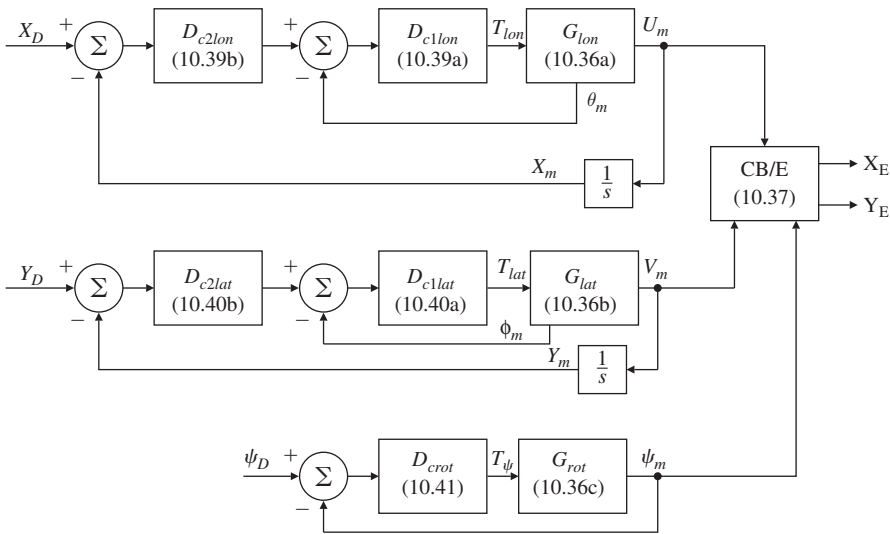 X_D + − Σ D_c2lon (10.39b) + − Σ D_c1lon (10.39a) T_lon G_lon (10.36a) U_m
θ_m
X_m 1/s
CB/E (10.37) X_E
Y_E
Y_D + − Σ D_c2lat (10.40b) + − Σ D_c1lat (10.40a) T_lat G_lat (10.36b) V_m
ϕ_m
Y_m 1/s
ψ_D + − Σ D_crot (10.41) T_ψ G_rot (10.36c) ψ_m